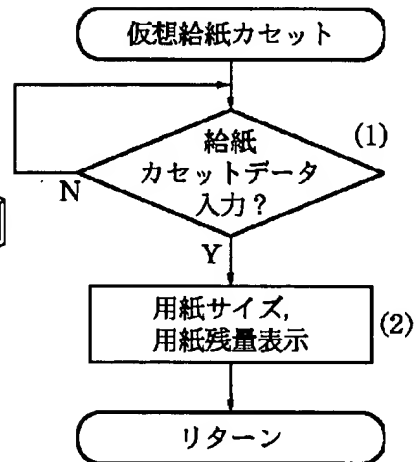 仮想給紙カセット
給紙
カセットデータ
入力?
(1)
N
Y
用紙サイズ,
用紙残量表示
(2)
リターン